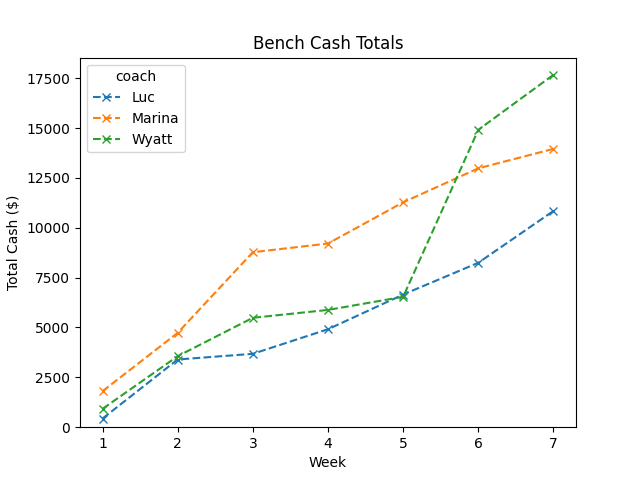 Bench Cash Totals
coach
Luc
Marina
Wyatt
Total Cash ($)
17500
15000
12500
10000
7500
5000
2500
0
1 2 3 4 5 6 7
Week